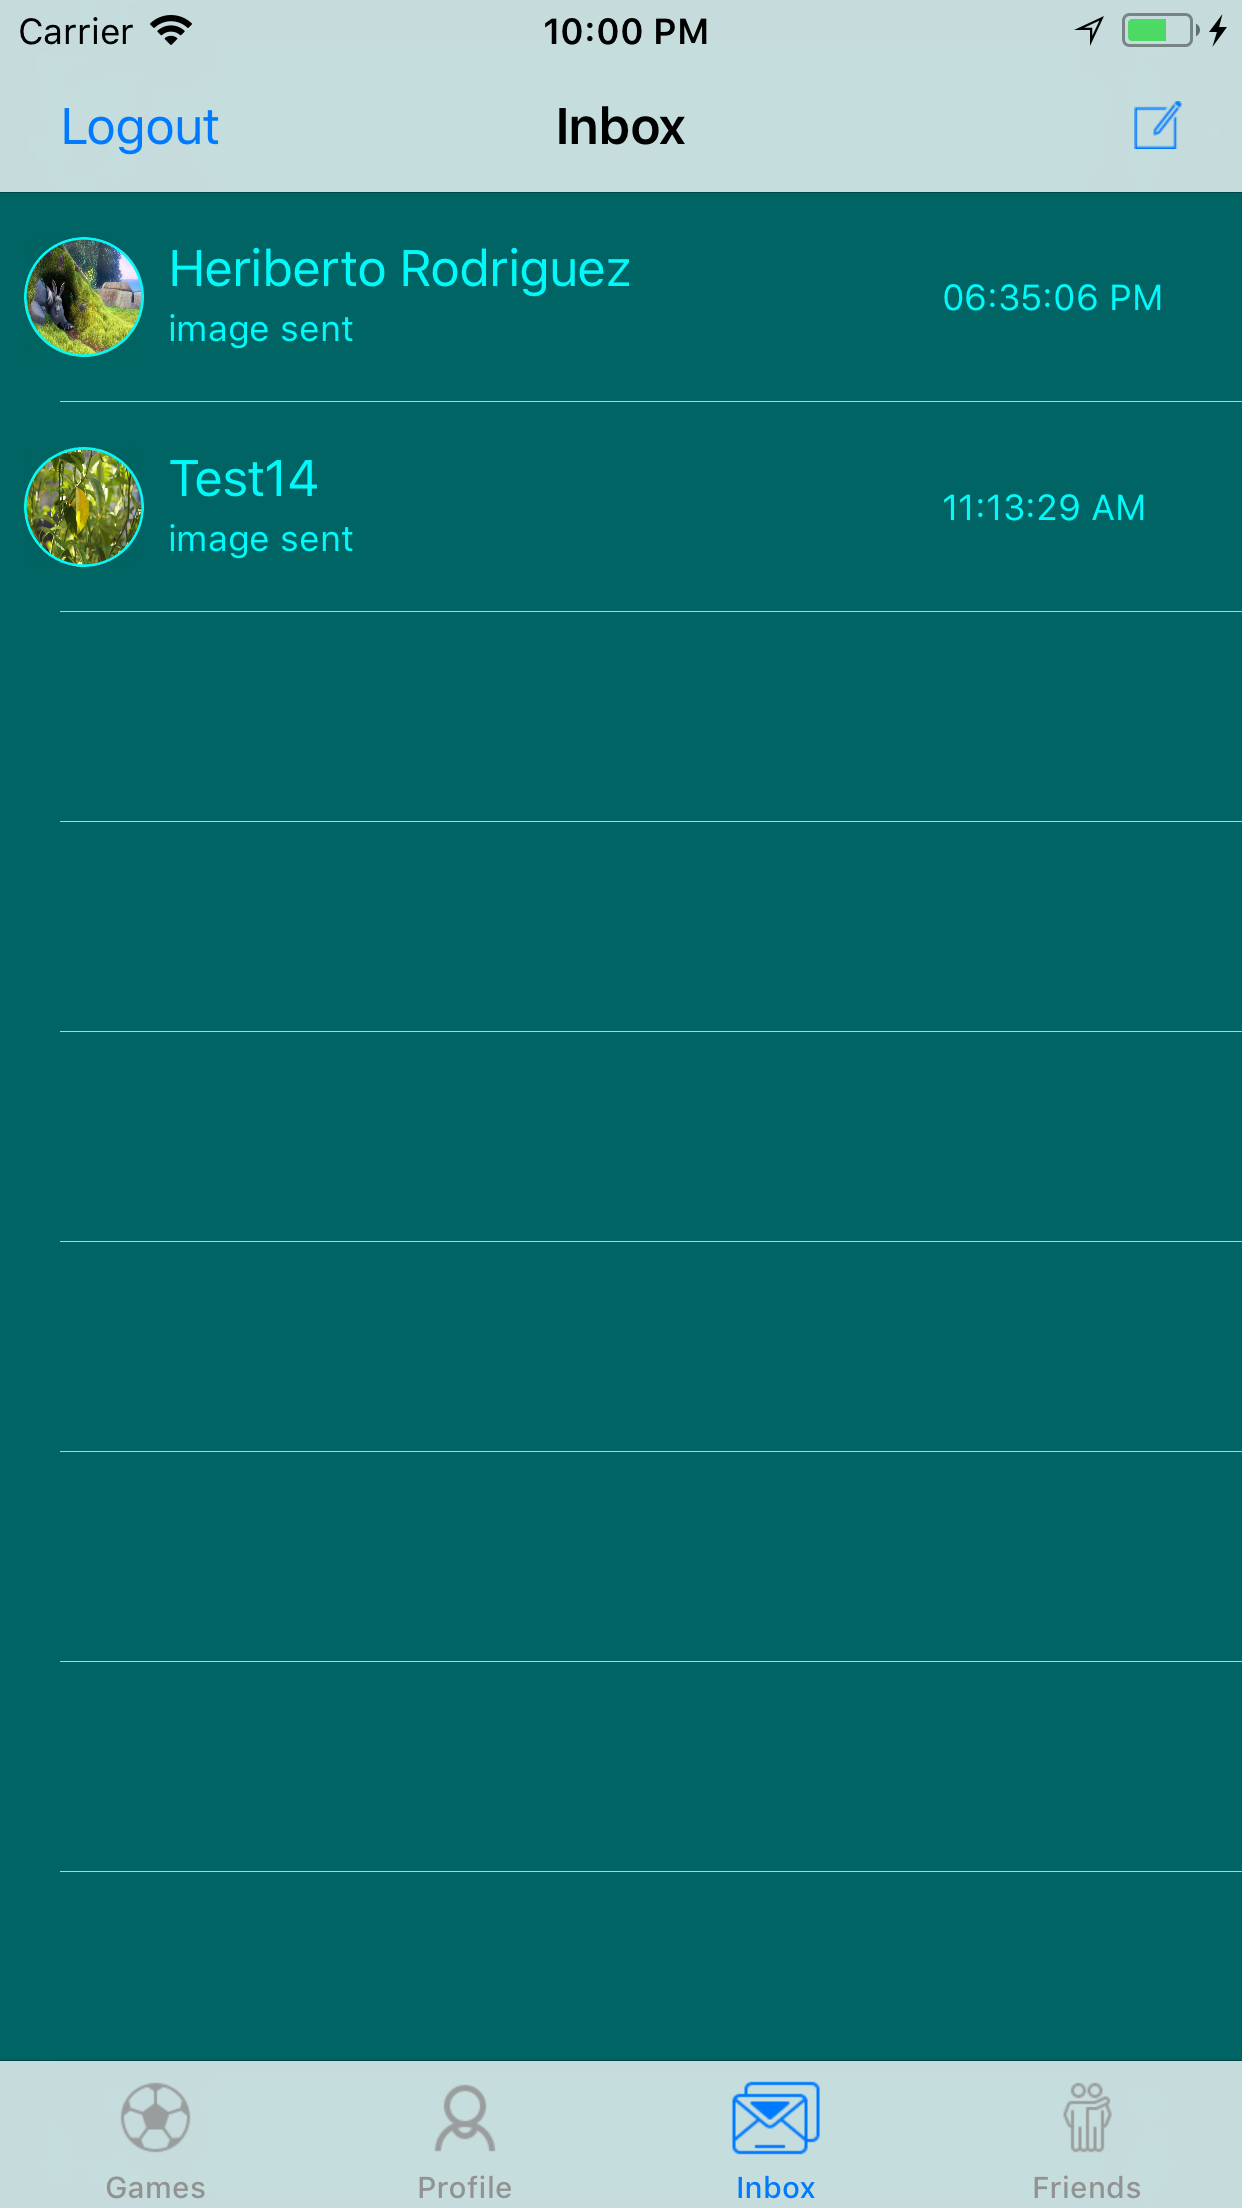 Carrier 10:00 PM
Logout Inbox
Heriberto Rodriguez
image sent
06:35:06 PM
Test14
image sent
11:13:29 AM
Games Profile Inbox Friends